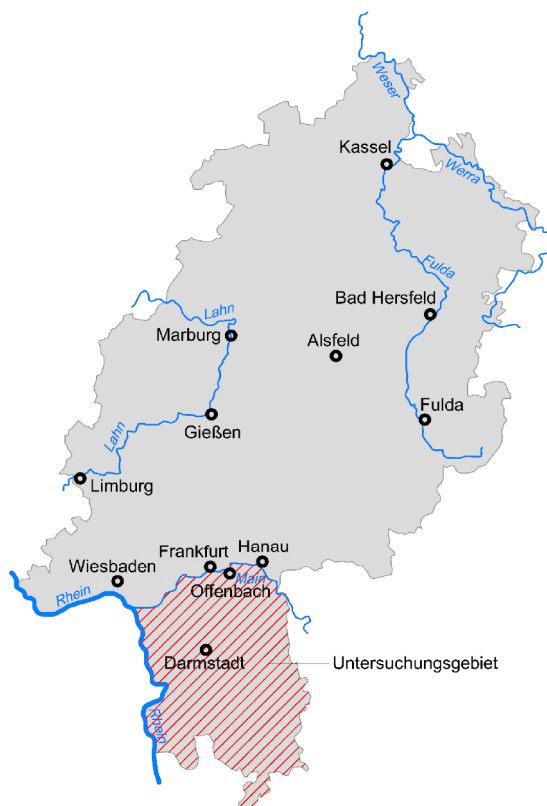 Weser
Kassel
Werra
Fulda
Bad Hersfeld
Lahn
Marburg
Alsfeld
Fulda
Gießen
Lahn
Limburg
Hanau
Frankfurt
Wiesbaden
Main
Offenbach
Rhein
Darmstadt
Untersuchungsgebiet
Rhein